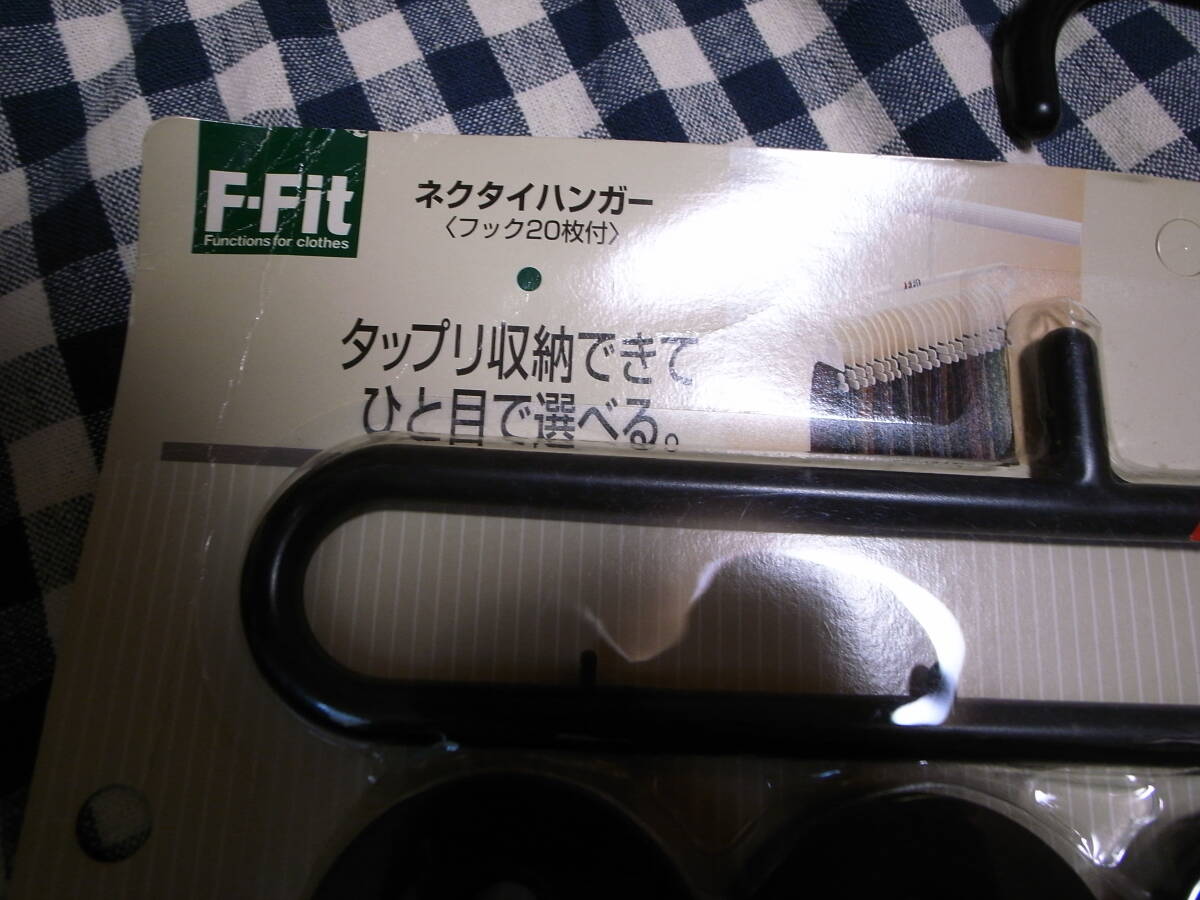 F-Fit
Functions for clothes
ネクタイハンガー
〈フック20枚付〉
タップリ収納できて
ひと目で選べる。